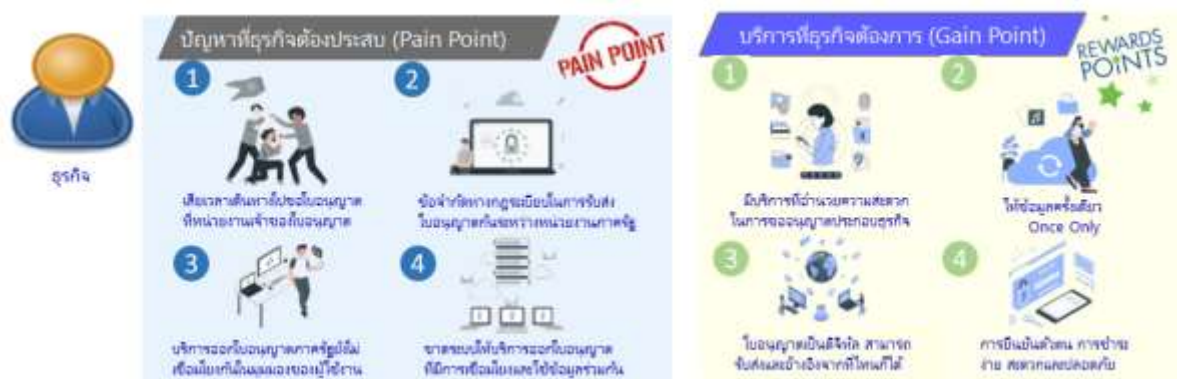 ธุรกิจ
ปัญหาที่ธุรกิจต้องประสบ (Pain Point)
PAIN POINT
1
เสียเวลาเดินทางไปขอใบอนุญาต
ที่หน่วยงานเจ้าของใบอนุญาต
2
ข้อจำกัดทางกฎระเบียบในการรับส่ง
ใบอนุญาตกันระหว่างหน่วยงานภาครัฐ
3
บริการออกใบอนุญาตภาครัฐยังไม่
เชื่อมโยงกันในมุมมองของผู้ใช้งาน
4
ขาดระบบให้บริการออกใบอนุญาต
ที่มีการเชื่อมโยงและใช้ข้อมูลร่วมกัน
บริการที่ธุรกิจต้องการ (Gain Point)
REWARDS
POINTS
1
มีบริการที่อำนวยความสะดวก
ในการขออนุญาตประกอบธุรกิจ
2
ให้ข้อมูลครั้งเดียว
Once Only
3
ใบอนุญาตเป็นดิจิทัล สามารถ
รับส่งและอ้างอิงจากที่ไหนก็ได้
4
การยืนยันตัวตน การชำระ
ง่าย สะดวกและปลอดภัย